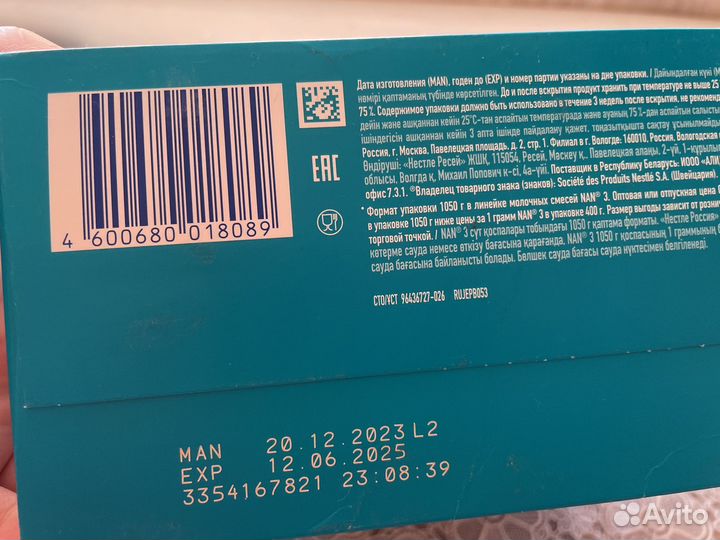 Дата изготовления (MAN), годен до (EXP) и номер партии указаны на дне упаковки. / Дайындалған күні (M
нөмірі қаптаманың түбінде көрсетілген. До и после вскрытия продукт хранить при температуре не выше 25
75%. Содержимое упаковки должно быть использовано в течение 3 недель после вскрытия, не рекоменд
дейін және ашқаннан кейін 25°C-тан аспайтын температурада және ауаның 75%-дан аспайтын салысты
ішіндегісін ашқаннан кейін 3 апта ішінде пайдалану қажет, тоңазытқышта сақтау ұсынылмайды
Россия, г. Москва, Павелецкая площадь, д. 2, стр. 1. Филиал в г. Вологде: 160010, Россия, Вологодская о
Өндіруші: «Нестле Ресей» ЖШҚ, 115054, Ресей, Мәскеу қ., Павелецкая алаңы, 2-үй, 1-құрылы
облысы, Вологда қ, Михаил Попович к-сі, 4а-үйі. Поставщик в Республику Беларусь: ИООО «АЛИ
офис 7.3.1. ®Владелец товарного знака (знаков): Société des Produits Nestlé S.A. (Швейцария).
* Формат упаковки 1050 г в линейке молочных смесей NAN® 3. Оптовая или отпускная цена
в упаковке 1050 г ниже цены за 1 грамм NAN® 3 в упаковке 400 г. Размер выгоды зависит от розни
торговой точкой. / NAN® 3 сүт қоспалары тобындағы 1050 г қаптама форматы. «Нестле Россия»
көтерме сауда немесе өткізу бағасына қарағанда, NAN® 3 1050 г қоспасының 1 граммының б
сауда бағасына байланысты болады. Бөлшек сауда бағасы сауда нүктесімен белгіленеді.
EAC
4 600680 018089
СТО/ҰСТ 96436727-026 RUJEPB053
MAN 20.12.2023 L2
EXP 12.06.2025
3354167821 23:08:39
Avito